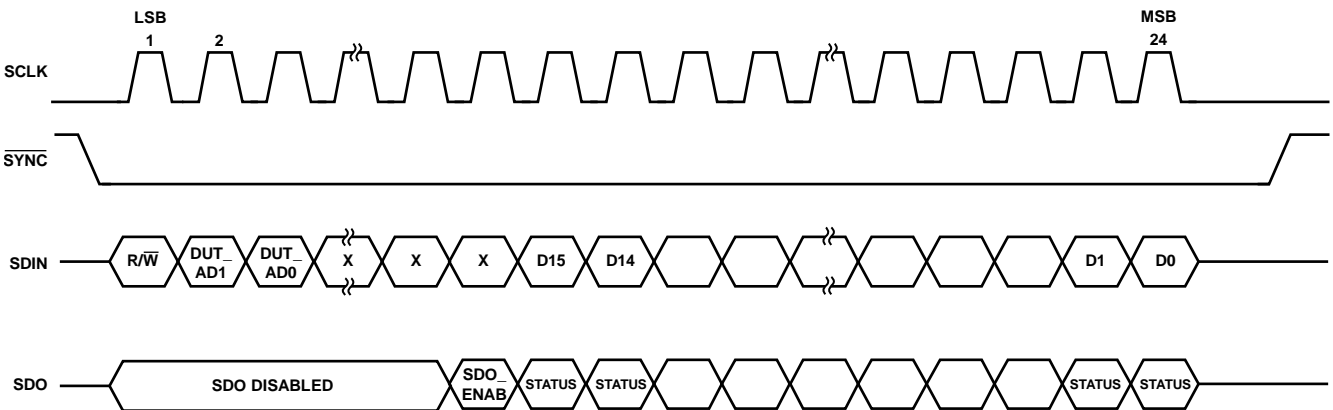 LSB MSB
1 2 24
SCLK
SYNC
SDIN R/W DUT_ AD1 DUT_ AD0 X X X D15 D14 D1 D0
SDO SDO DISABLED SDO_ ENAB STATUS STATUS STATUS STATUS